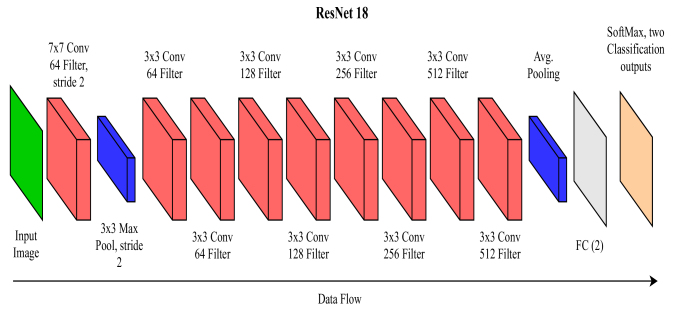 ResNet 18
7x7 Conv
64 Filter,
stride 2
3x3 Conv
64 Filter
3x3 Conv
128 Filter
3x3 Conv
256 Filter
3x3 Conv
512 Filter
Avg.
Pooling
SoftMax, two
Classification
outputs
Input
Image
3x3 Max
Pool, stride
2
3x3 Conv
64 Filter
3x3 Conv
128 Filter
3x3 Conv
256 Filter
3x3 Conv
512 Filter
FC (2)
Data Flow